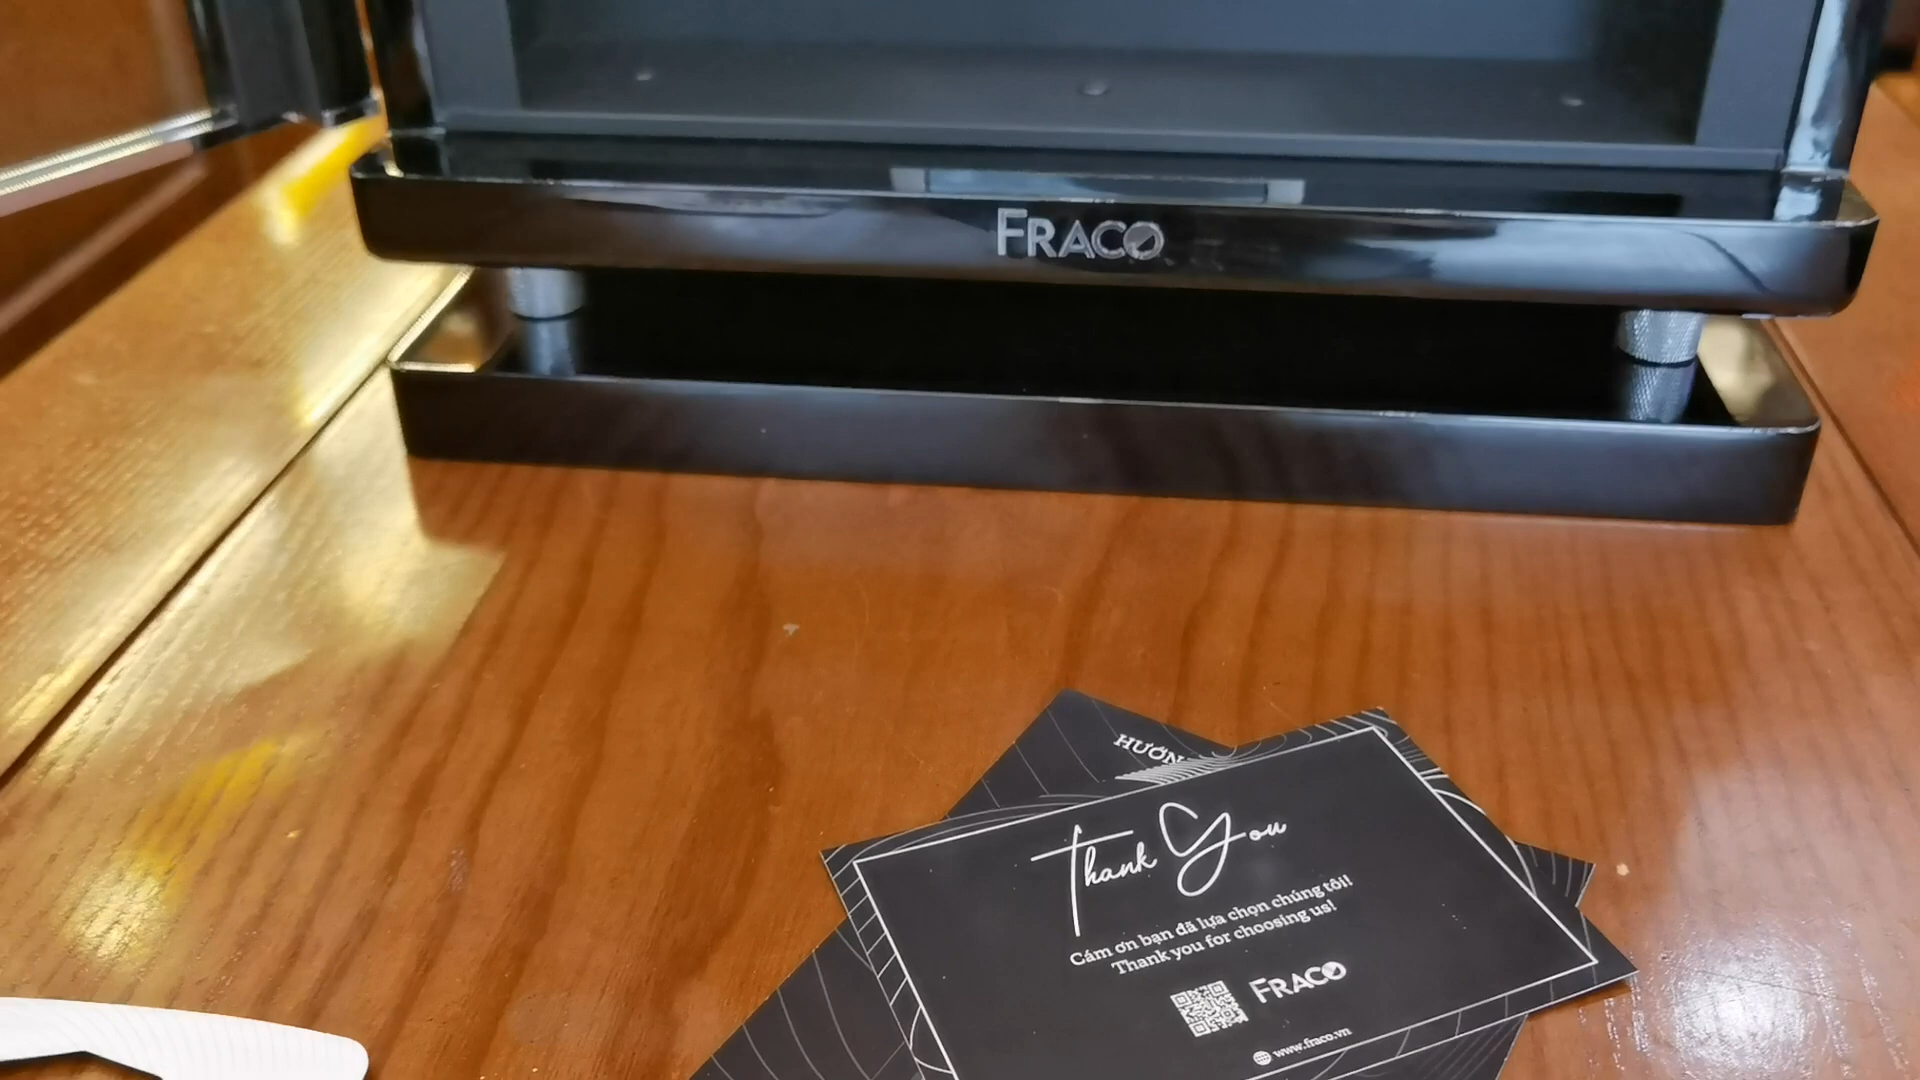 FRACO
HƯỚN
Thank You
Cám ơn bạn đã lựa chọn chúng tôi!
Thank you for choosing us!
FRACO
www.fraco.vn